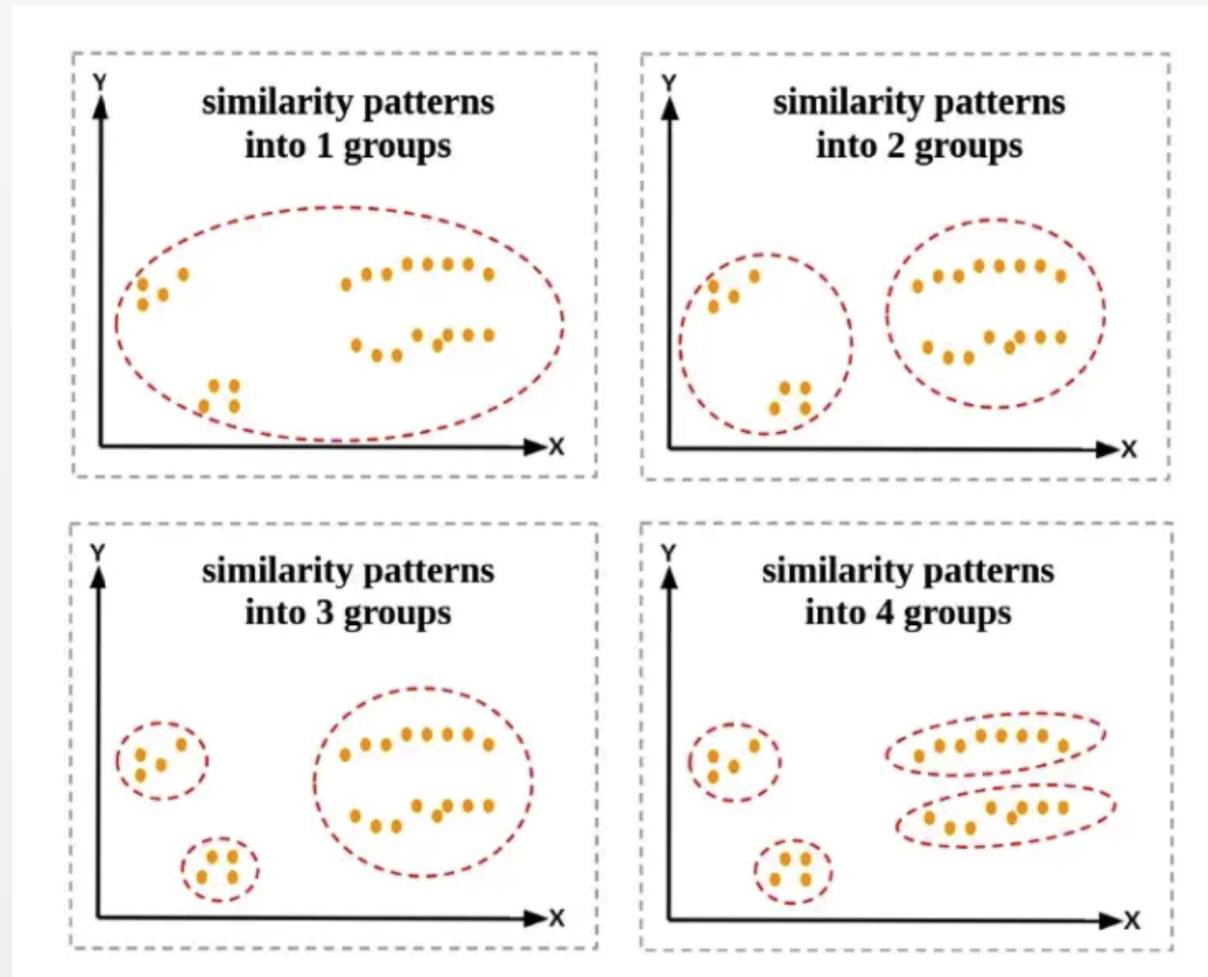 Y
similarity patterns
into 1 groups
X
Y
similarity patterns
into 2 groups
X
Y
similarity patterns
into 3 groups
X
Y
similarity patterns
into 4 groups
X